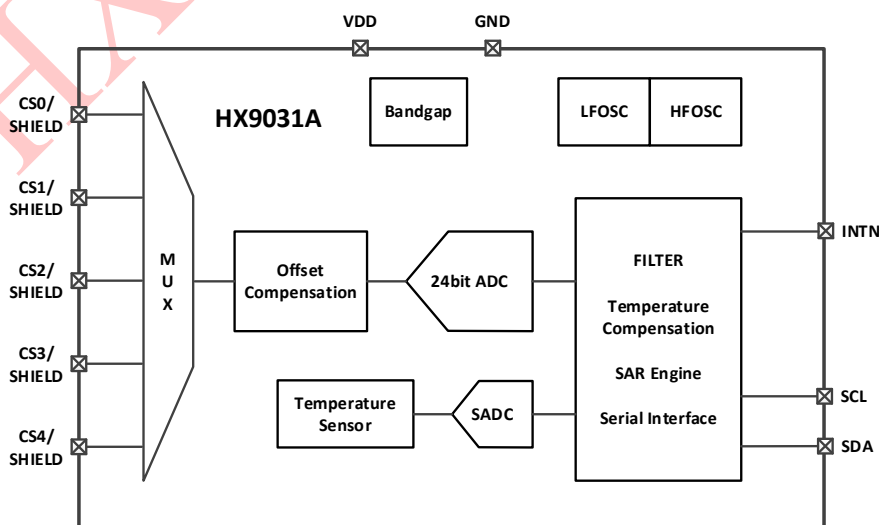 VDD
GND
CS0/
SHIELD
HX9031A
Bandgap
LFOSC
HFOSC
CS1/
SHIELD
INTN
CS2/
SHIELD
M
U
X
Offset
Compensation
24bit ADC
FILTER
Temperature
Compensation
SAR Engine
Serial Interface
CS3/
SHIELD
Temperature
Sensor
SADC
SCL
CS4/
SHIELD
SDA